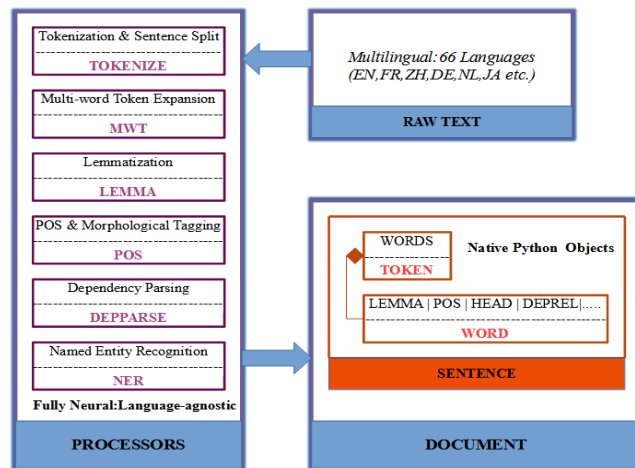 Tokenization & Sentence Split
TOKENIZE
Multi-word Token Expansion
MWT
Lemmatization
LEMMA
POS & Morphological Tagging
POS
Dependency Parsing
DEPPARSE
Named Entity Recognition
NER
Fully Neural:Language-agnostic
PROCESSORS
Multilingual: 66 Languages
(EN,FR,ZH,DE,NL,JA etc.)
RAW TEXT
WORDS
TOKEN
Native Python Objects
LEMMA | POS | HEAD | DEPREL|.....
WORD
SENTENCE
DOCUMENT